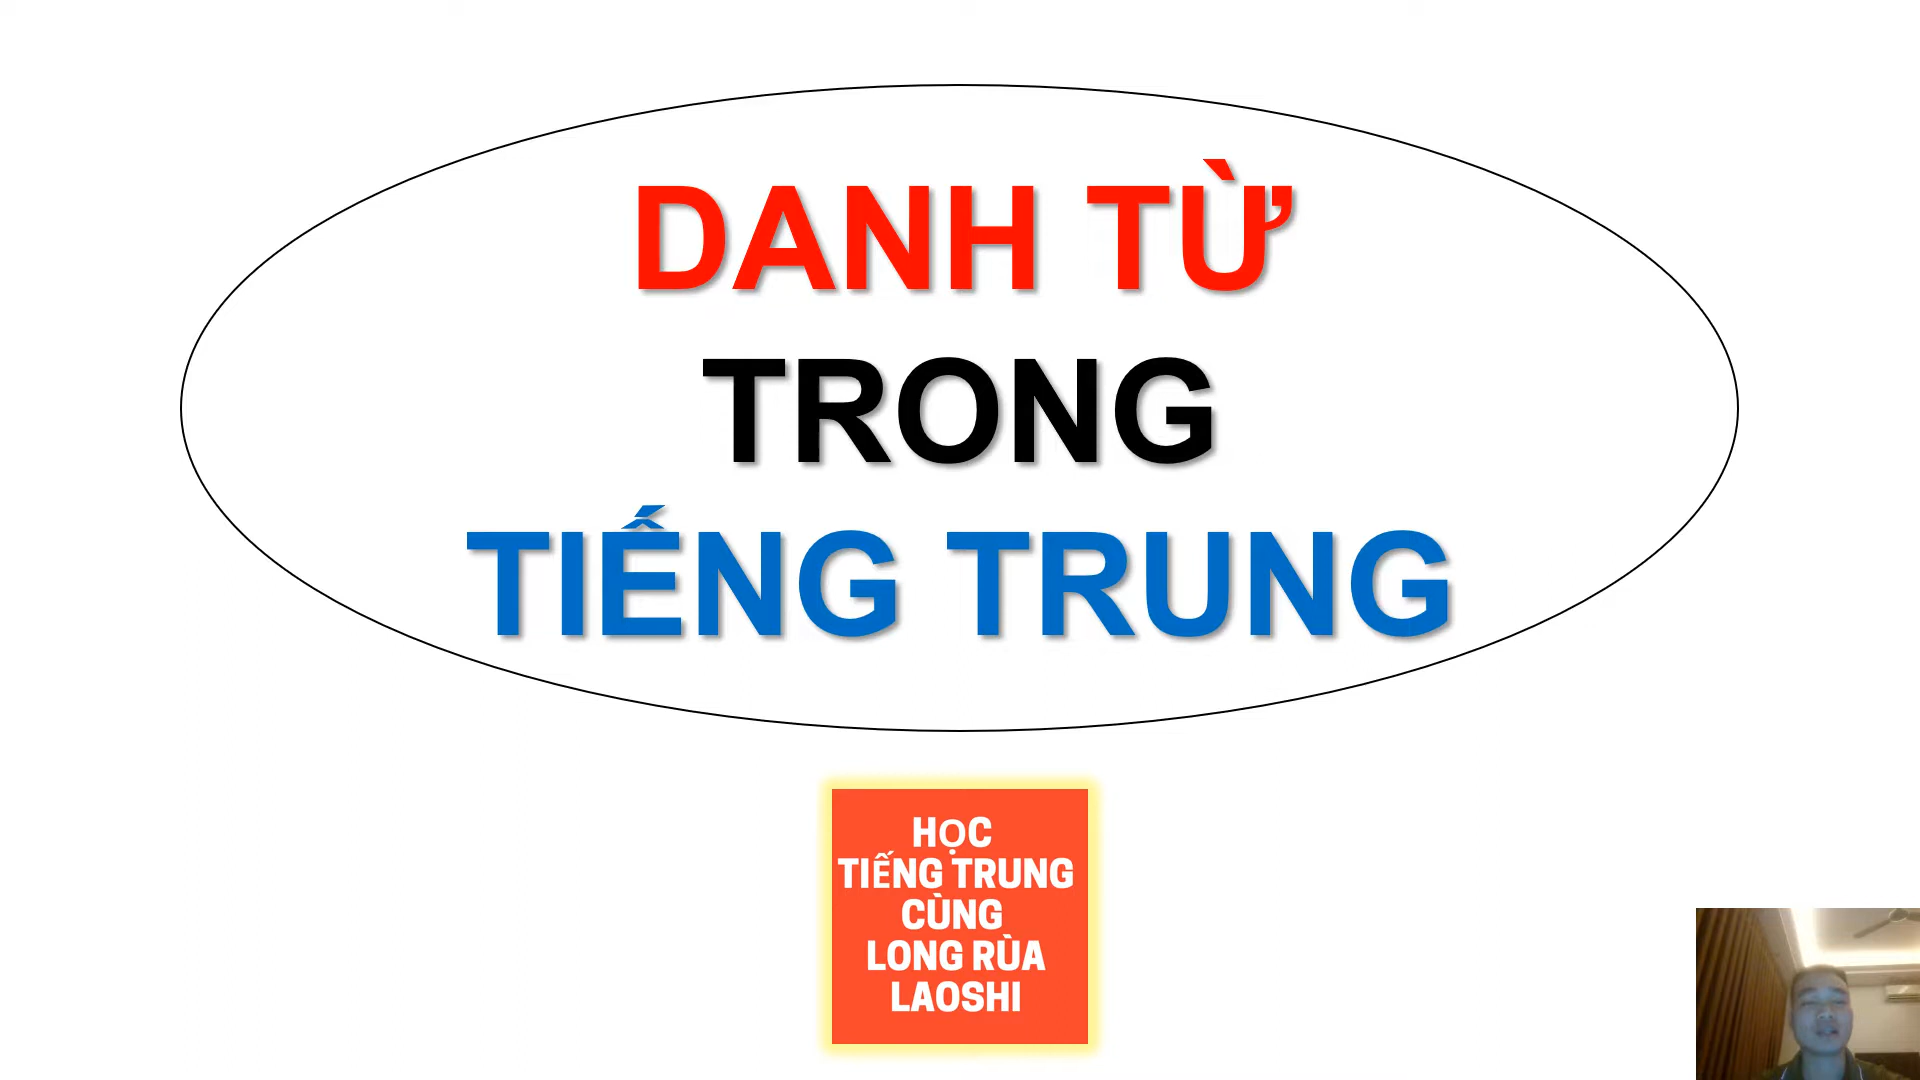 DANH TỪ
TRONG
TIẾNG TRUNG
HỌC
TIẾNG TRUNG
CÙNG
LONG RÙA
LAOSHI